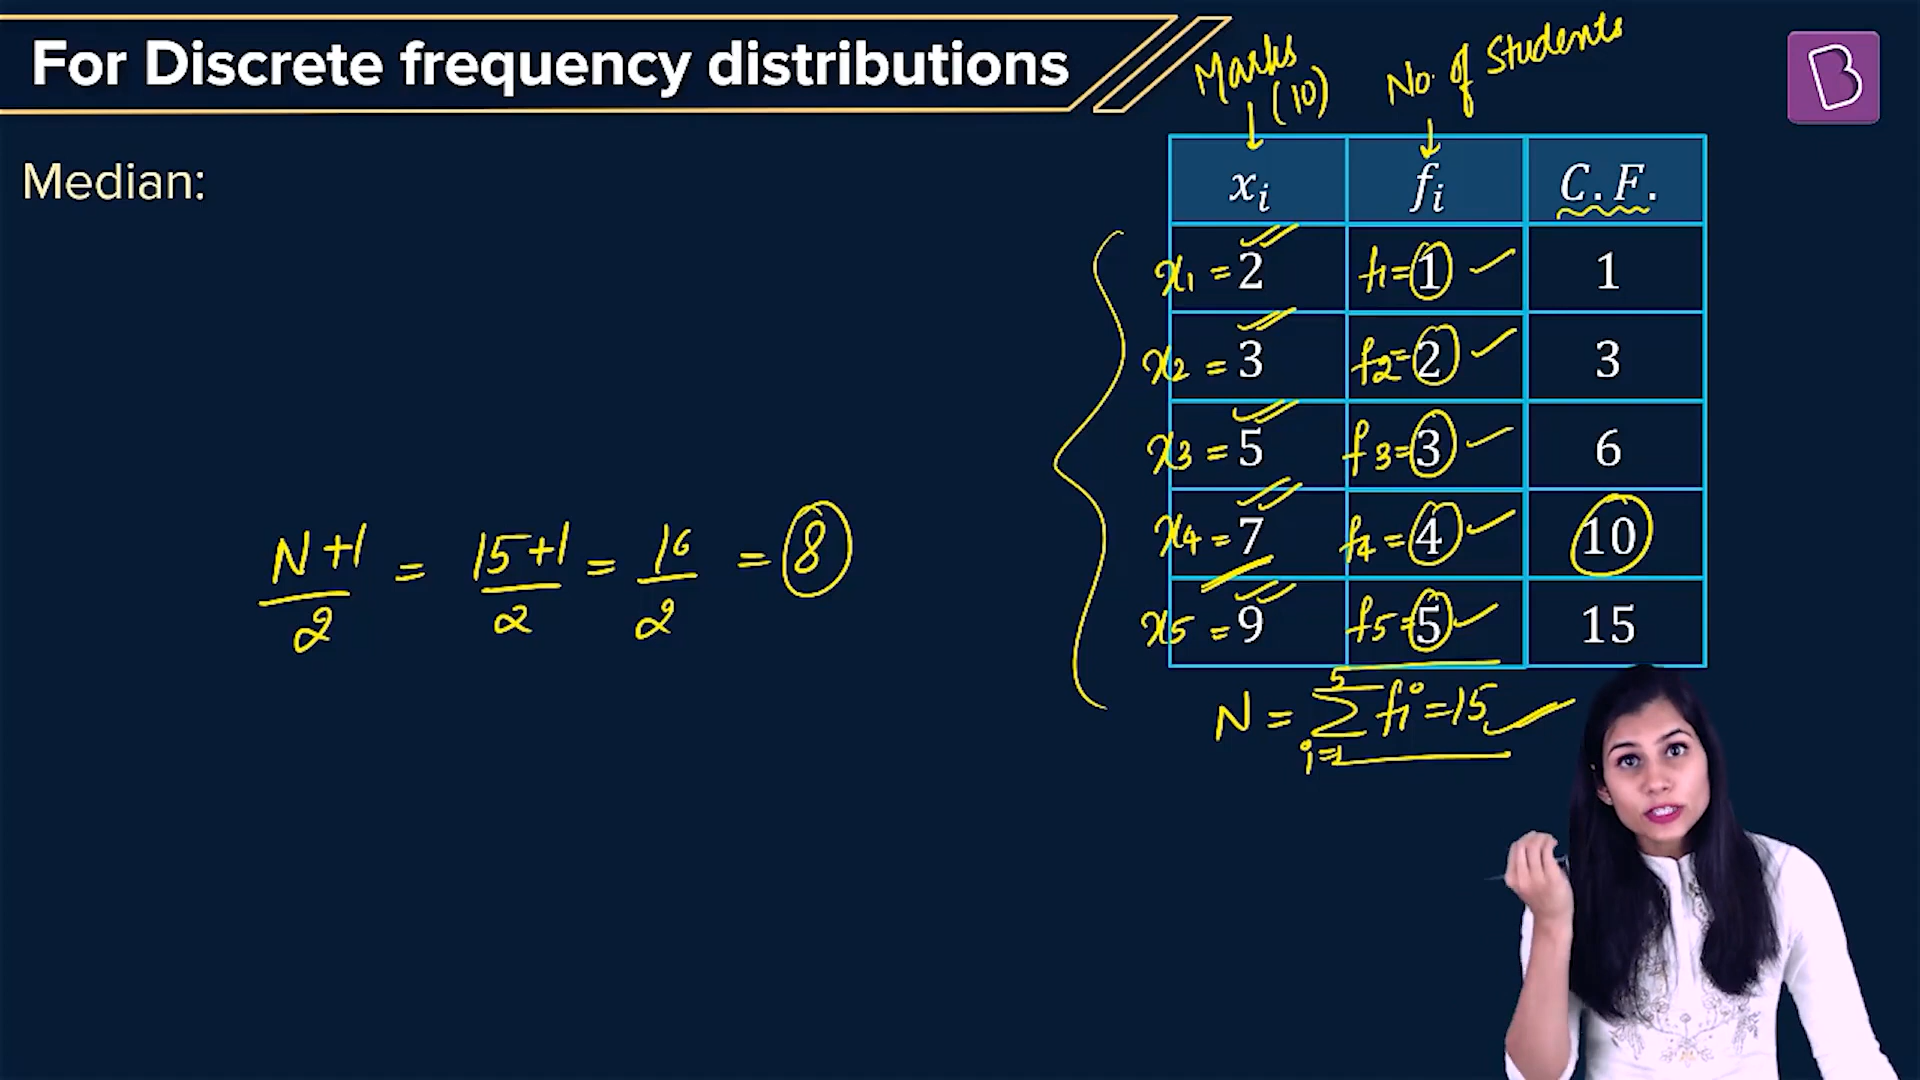 For Discrete frequency distributions
Marks (10)
No. of Students
Median:
xᵢ fᵢ C.F.
x₁ = 2 f₁ = 1 1
x₂ = 3 f₂ = 2 3
x₃ = 5 f₃ = 3 6
x₄ = 7 f₄ = 4 10
x₅ = 9 f₅ = 5 15
(N+1)/2 = (15+1)/2 = 16/2 = 8
N = ∑ᵢ₌₁⁵ fᵢ = 15
B